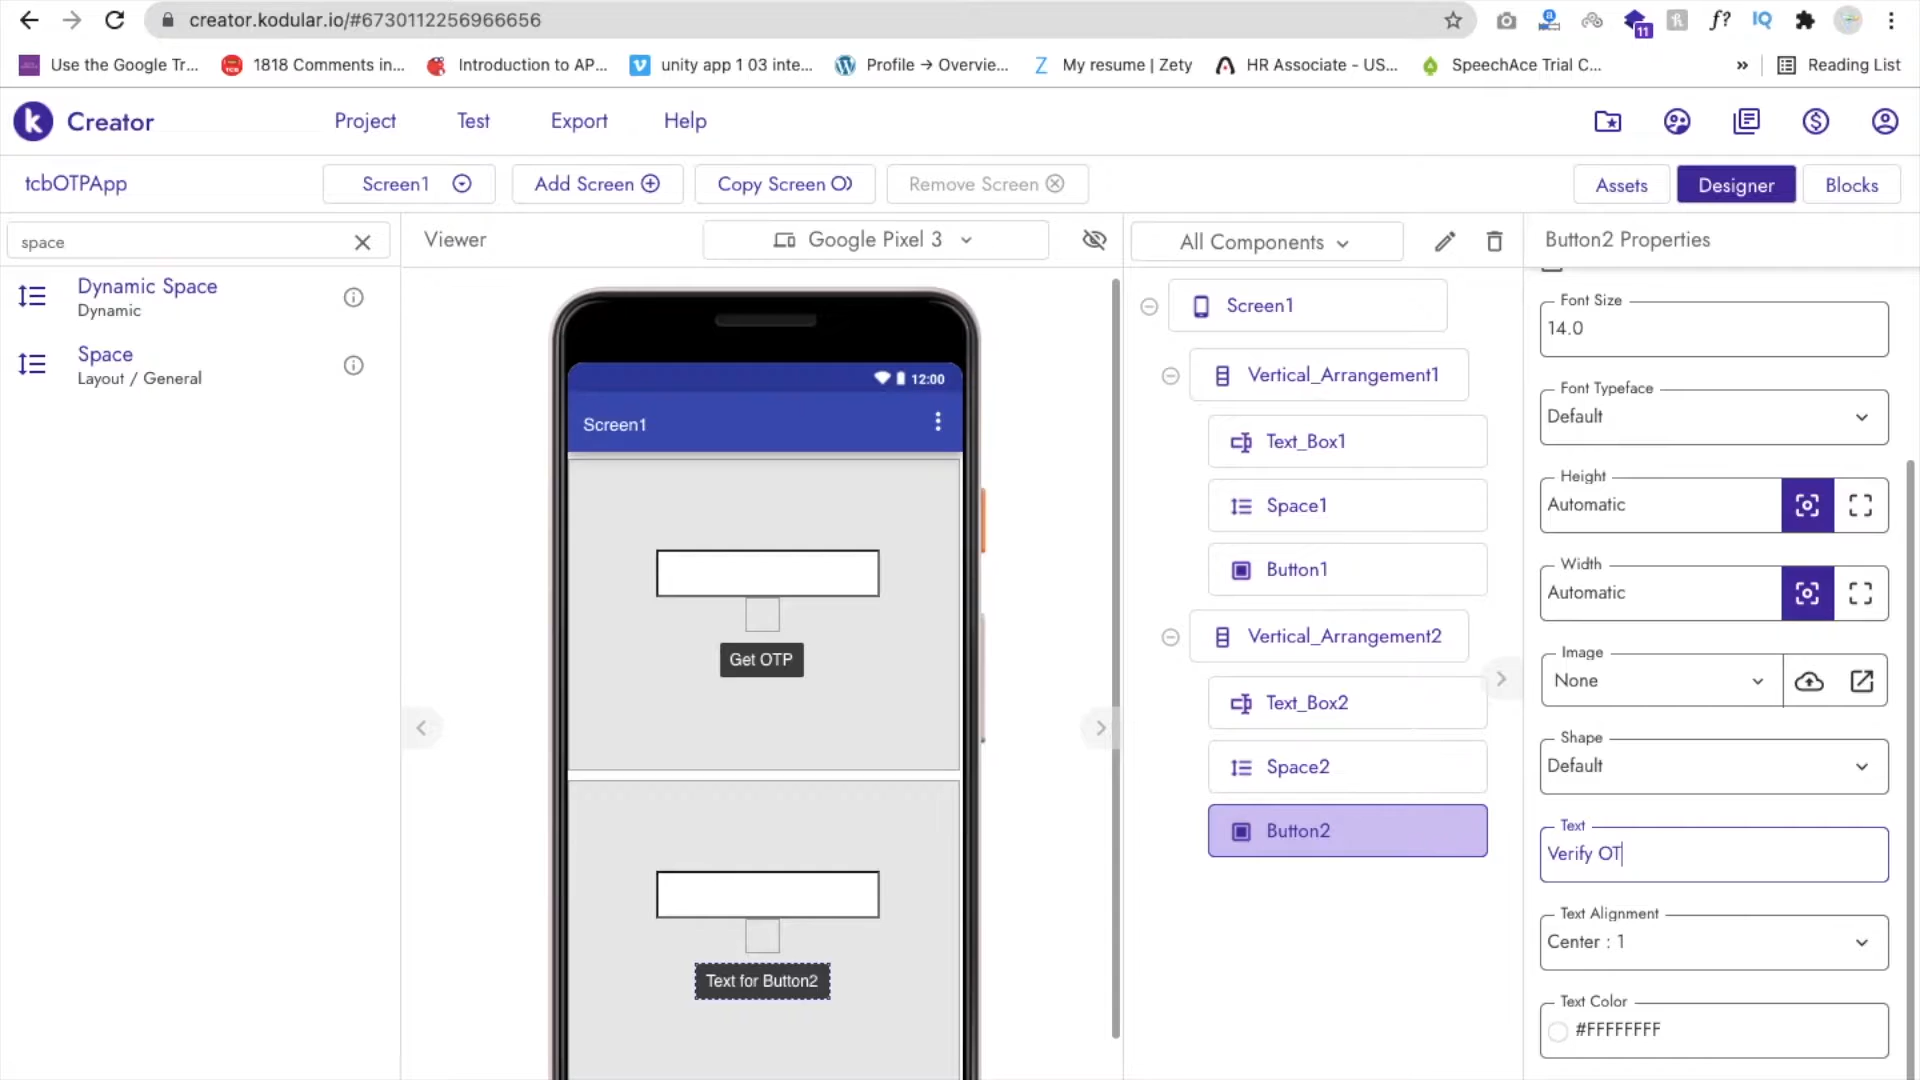 creator.kodular.io/#6730112256966656
11
f?
IQ
Use the Google Tr...
1818 Comments in...
Introduction to AP...
unity app 1 03 inte...
Profile → Overvie...
My resume | Zety
HR Associate - US...
SpeechAce Trial C...
»
Reading List
k Creator
Project
Test
Export
Help
tcbOTPApp
Screen1
Add Screen
Copy Screen
Remove Screen
Assets
Designer
Blocks
space
Viewer
Google Pixel 3
All Components
Button2 Properties
Dynamic Space
Dynamic
Space
Layout / General
12:00
Screen1
Get OTP
Text for Button2
Screen1
Vertical_Arrangement1
Text_Box1
Space1
Button1
Vertical_Arrangement2
Text_Box2
Space2
Button2
Font Size
14.0
Font Typeface
Default
Height
Automatic
Width
Automatic
Image
None
Shape
Default
Text
Verify OT
Text Alignment
Center : 1
Text Color
#FFFFFFFF